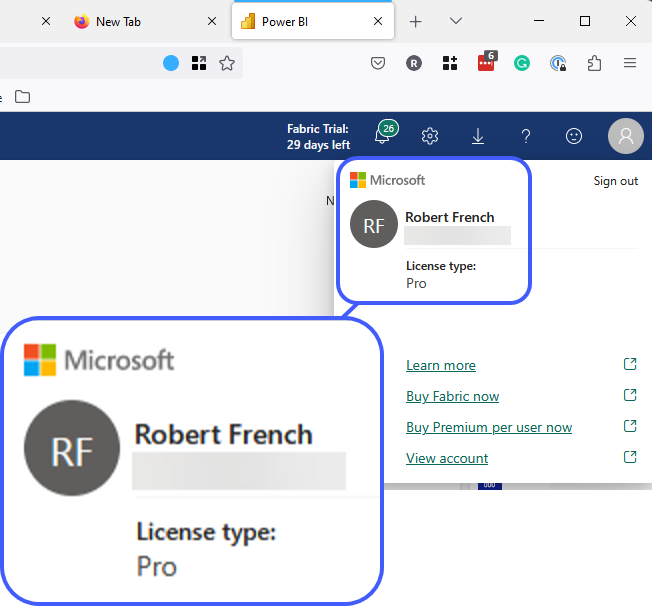 New Tab
Power BI
6
R
Fabric Trial:
29 days left
26
Microsoft
Sign out
RF
Robert French
License type:
Pro
Learn more
Buy Fabric now
Buy Premium per user now
View account
Microsoft
RF
Robert French
License type:
Pro